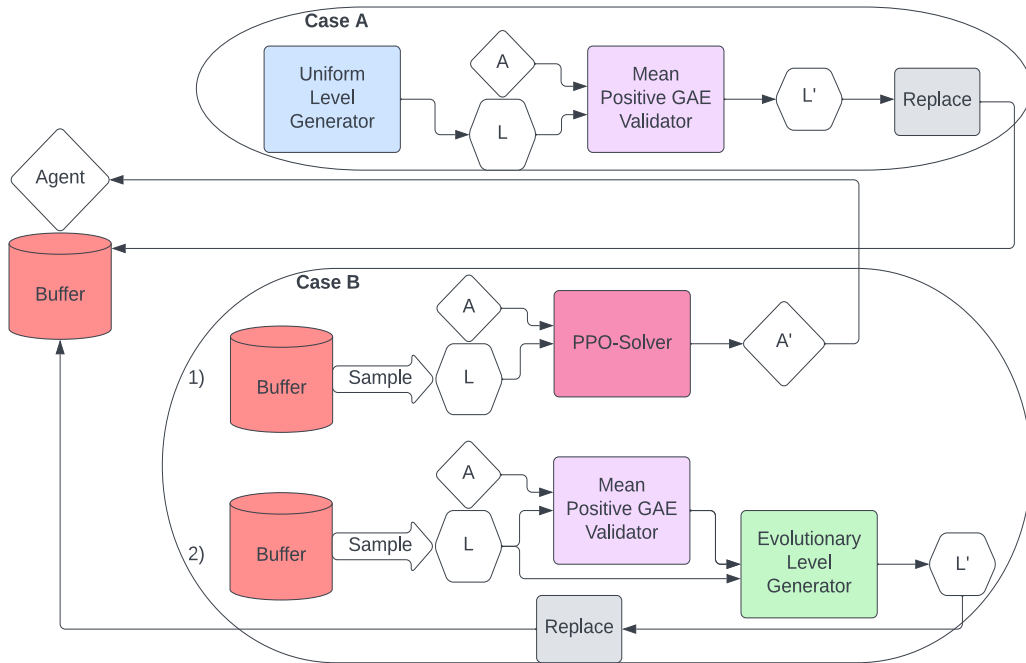 Case A
Uniform
Level
Generator
A
L
Mean
Positive GAE
Validator
L'
Replace
Agent
Buffer
Case B
1)
Buffer
Sample
A
L
PPO-Solver
A'
2)
Buffer
Sample
A
L
Mean
Positive GAE
Validator
Evolutionary
Level
Generator
L'
Replace